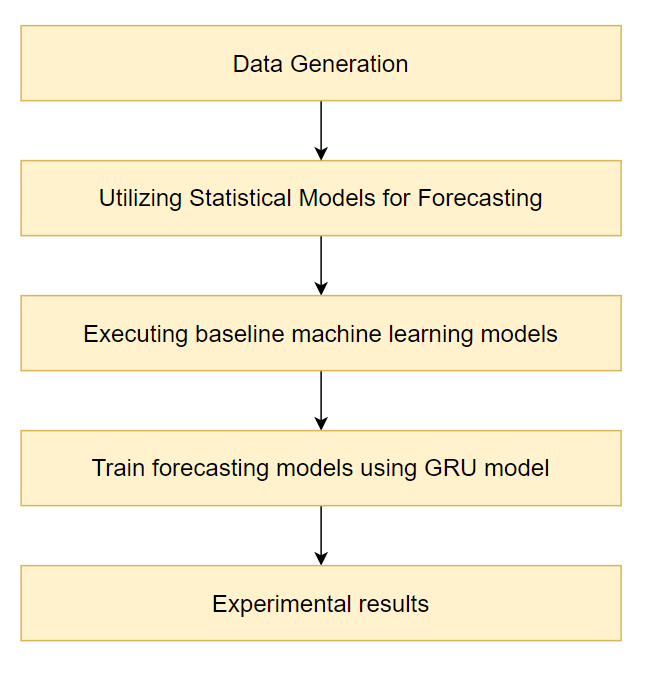 Data Generation
Utilizing Statistical Models for Forecasting
Executing baseline machine learning models
Train forecasting models using GRU model
Experimental results